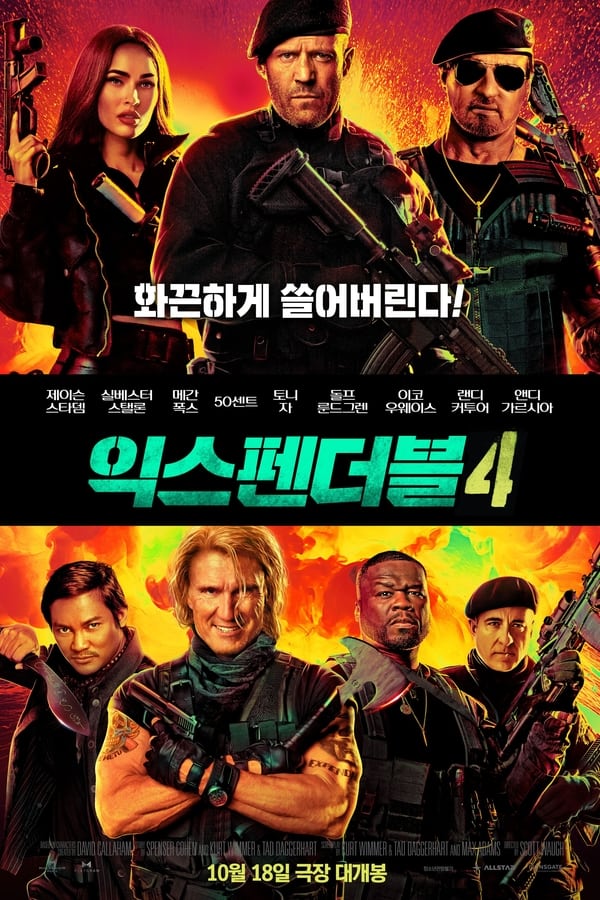 화끈하게 쓸어버린다!
제이슨 스타뎀 실베스터 스탤론 메간 폭스 50센트 토니 자 돌프 룬드그렌 이코 우웨이스 랜디 커투어 앤디 가르시아
익스펜더블4
DAVID CALLAHAM SPENSER COHEN AND KURT WIMMER & TAD DAGGERHART KURT WIMMER & TAD DAGGERHART AND MAX ADAMS SCOTT WAUGH
10월 18일 극장 대개봉
ALLSTAR LIONSGATE